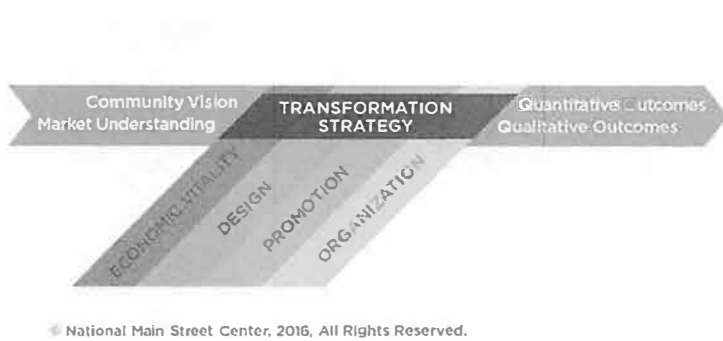 Community Vision
Market Understanding
TRANSFORMATION
STRATEGY
Quantitative Outcomes
Qualitative Outcomes
ECONOMIC VITALITY
DESIGN
PROMOTION
ORGANIZATION
National Main Street Center, 2016, All Rights Reserved.